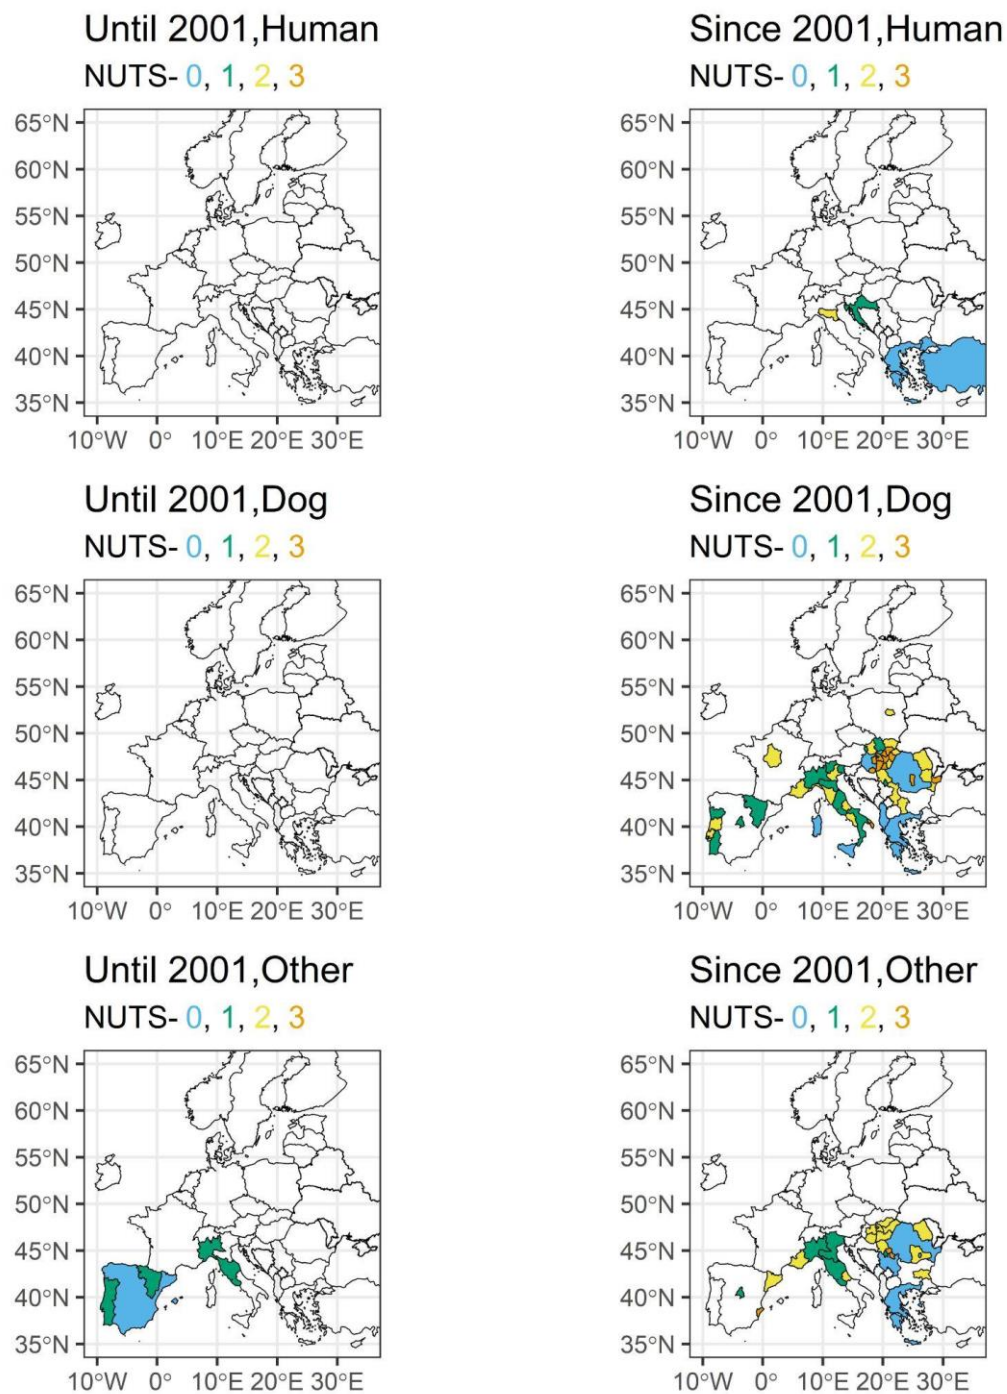 Until 2001,Human
NUTS- 0, 1, 2, 3
65°N
60°N
55°N
50°N
45°N
40°N
35°N
10°W 0° 10°E 20°E 30°E
Since 2001,Human
NUTS- 0, 1, 2, 3
65°N
60°N
55°N
50°N
45°N
40°N
35°N
10°W 0° 10°E 20°E 30°E
Until 2001,Dog
NUTS- 0, 1, 2, 3
65°N
60°N
55°N
50°N
45°N
40°N
35°N
10°W 0° 10°E 20°E 30°E
Since 2001,Dog
NUTS- 0, 1, 2, 3
65°N
60°N
55°N
50°N
45°N
40°N
35°N
10°W 0° 10°E 20°E 30°E
Until 2001,Other
NUTS- 0, 1, 2, 3
65°N
60°N
55°N
50°N
45°N
40°N
35°N
10°W 0° 10°E 20°E 30°E
Since 2001,Other
NUTS- 0, 1, 2, 3
65°N
60°N
55°N
50°N
45°N
40°N
35°N
10°W 0° 10°E 20°E 30°E